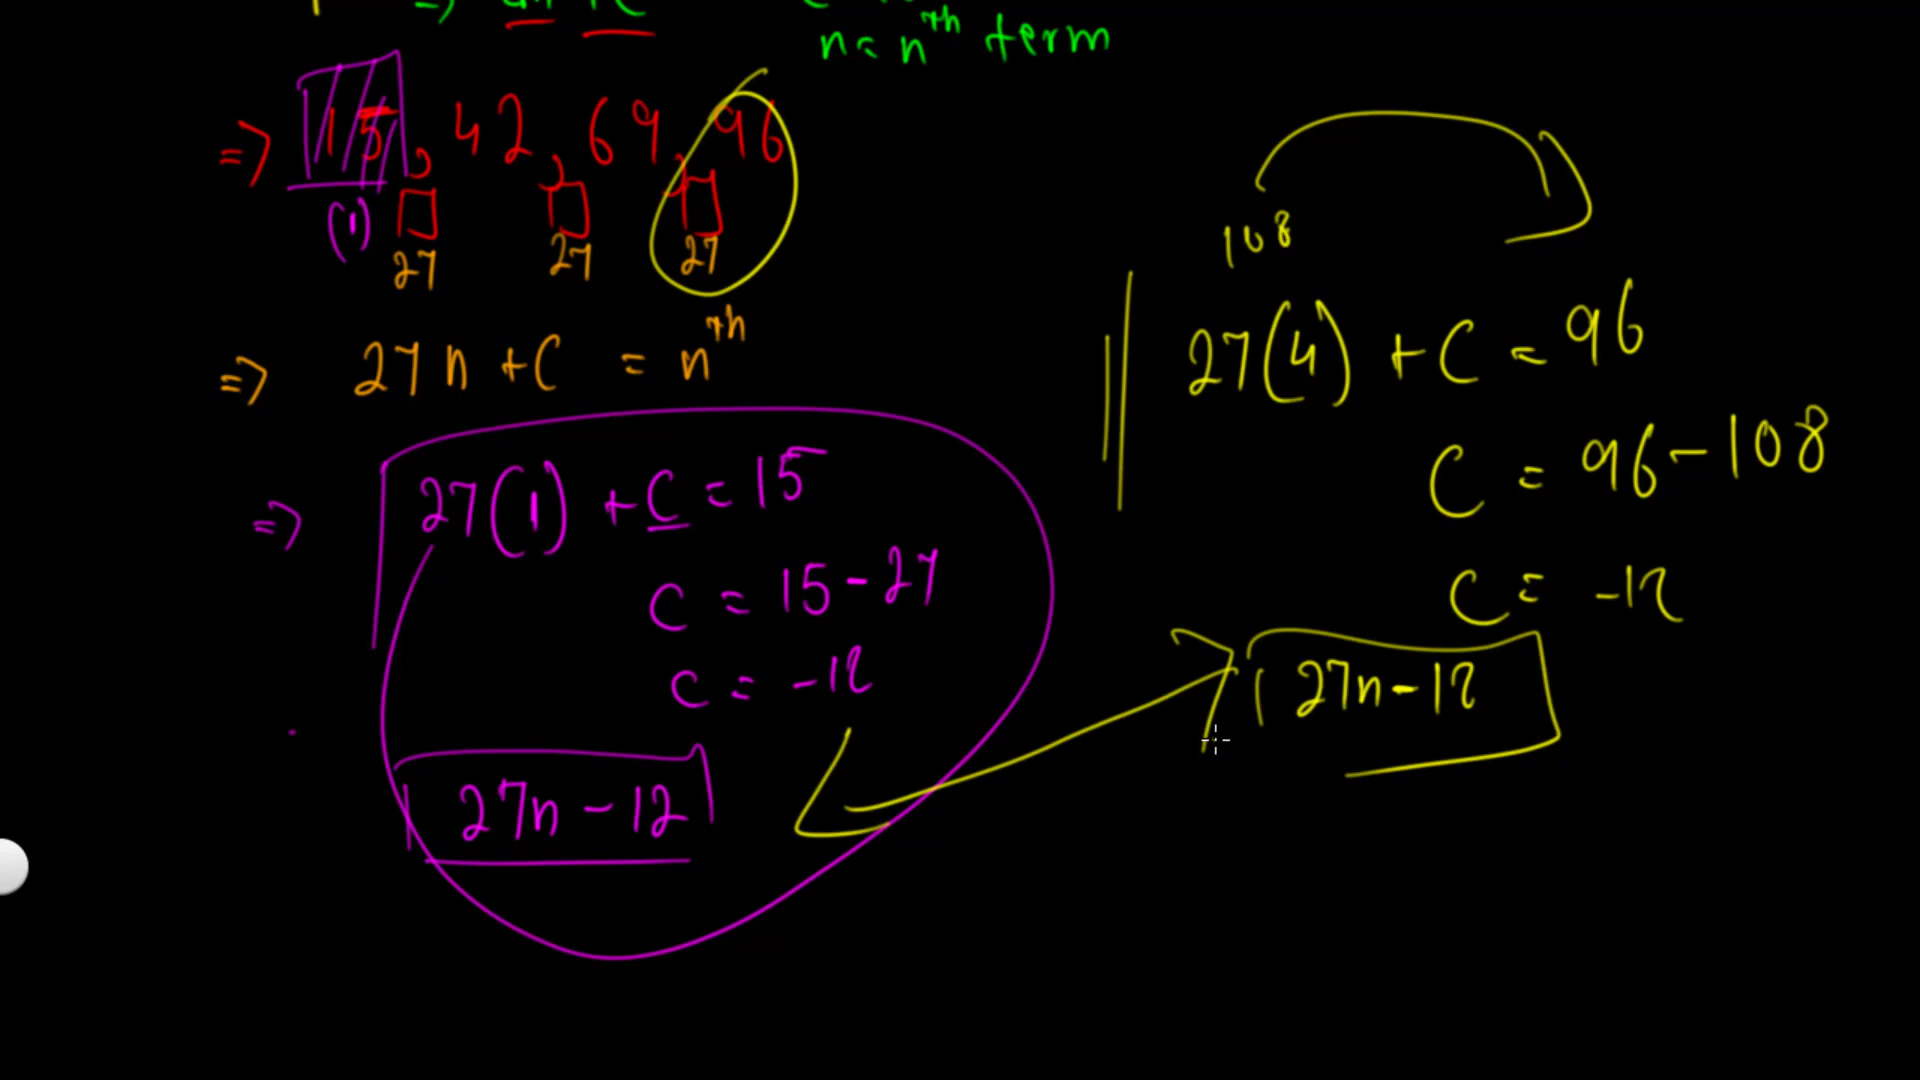 n = nth term
=> 15, 42, 69, 96
(1) 27 27 27
=> 27n + C = nth
=> 27(1) + C = 15
C = 15 - 27
C = -12
27n - 12
108
27(4) + C = 96
C = 96 - 108
C = -12
27n - 12